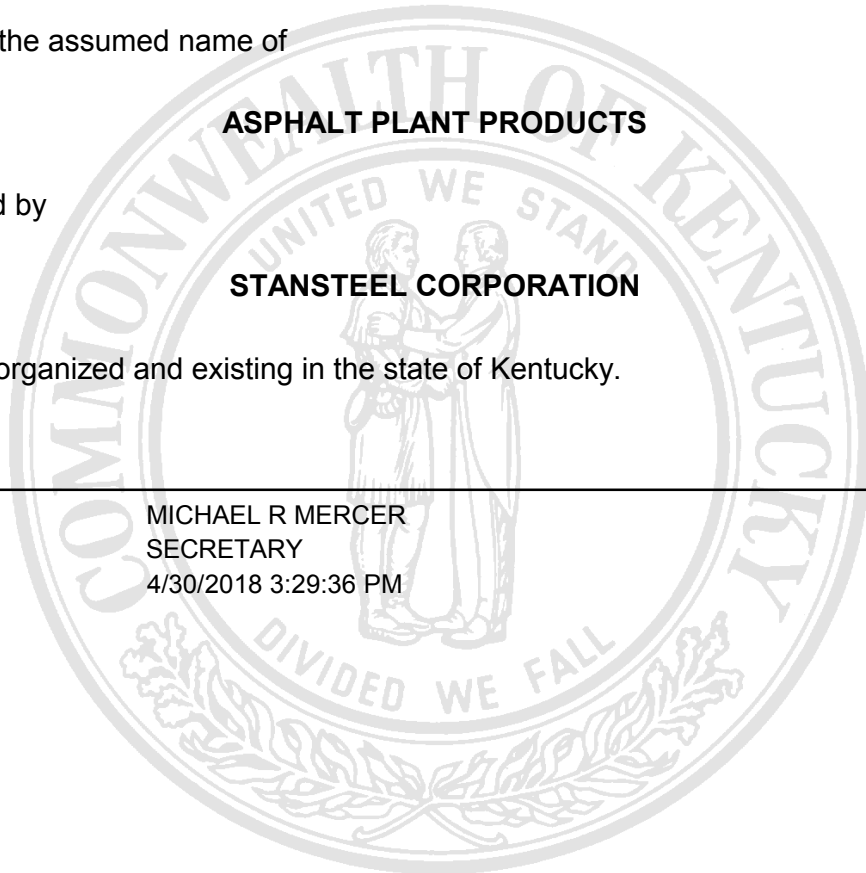 the assumed name of
ASPHALT PLANT PRODUCTS
d by
STANSTEEL CORPORATION
organized and existing in the state of Kentucky.
MICHAEL R MERCER
SECRETARY
4/30/2018 3:29:36 PM
COMMONWEALTH OF KENTUCKY
UNITED WE STAND
DIVIDED WE FALL